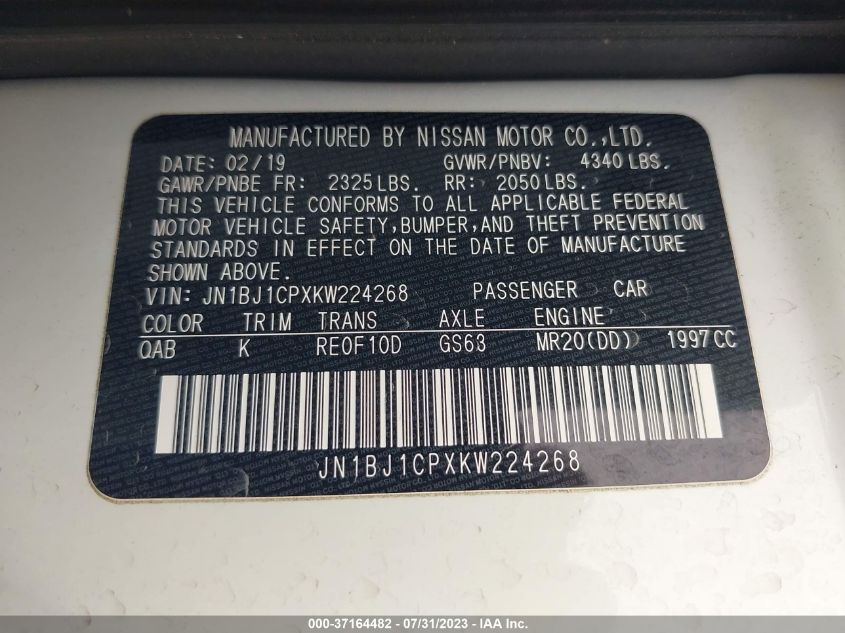 MANUFACTURED BY NISSAN MOTOR CO.,LTD.
DATE: 02/19 GVWR/PNBV: 4340 LBS.
GAWR/PNBE FR: 2325 LBS. RR: 2050 LBS.
THIS VEHICLE CONFORMS TO ALL APPLICABLE FEDERAL
MOTOR VEHICLE SAFETY, BUMPER, AND THEFT PREVENTION
STANDARDS IN EFFECT ON THE DATE OF MANUFACTURE
SHOWN ABOVE.
VIN: JN1BJ1CPXKW224268 PASSENGER CAR
COLOR TRIM TRANS AXLE ENGINE
QAB K RE0F10D GS63 MR20(DD) 1997 CC
JN1BJ1CPXKW224268
000-37164482 - 07/31/2023 - IAA Inc.